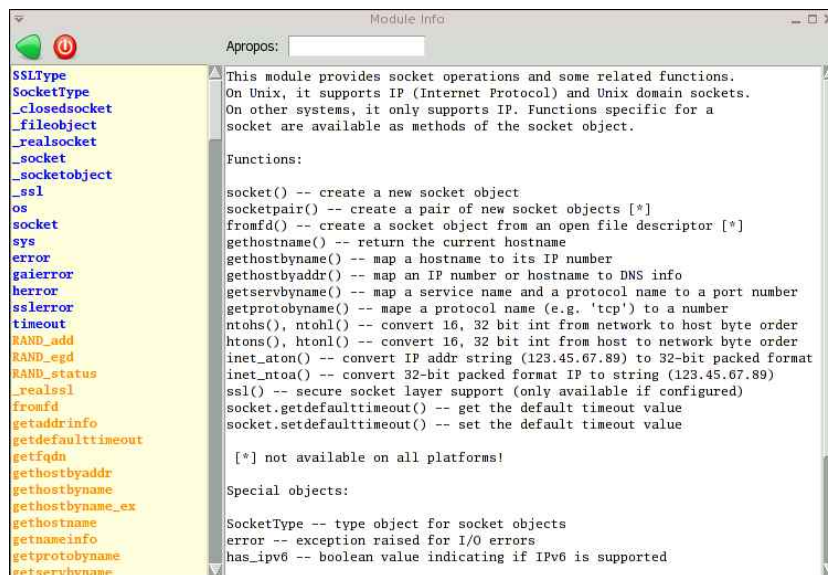 Module Info
Apropos:
SSLType
SocketType
_closedsocket
_fileobject
_realsocket
_socket
_socketobject
_ssl
os
socket
sys
error
gaierror
herror
sslerror
timeout
RAND_add
RAND_egd
RAND_status
_realssl
fromfd
getaddrinfo
getdefaulttimeout
getfqdn
gethostbyaddr
gethostbyname
gethostbyname_ex
gethostname
getnameinfo
getprotobyname
getservbyname
This module provides socket operations and some related functions.
On Unix, it supports IP (Internet Protocol) and Unix domain sockets.
On other systems, it only supports IP. Functions specific for a
socket are available as methods of the socket object.
Functions:
socket() -- create a new socket object
socketpair() -- create a pair of new socket objects [*]
fromfd() -- create a socket object from an open file descriptor [*]
gethostname() -- return the current hostname
gethostbyname() -- map a hostname to its IP number
gethostbyaddr() -- map an IP number or hostname to DNS info
getservbyname() -- map a service name and a protocol name to a port number
getprotobyname() -- mape a protocol name (e.g. 'tcp') to a number
ntohs(), ntohl() -- convert 16, 32 bit int from network to host byte order
htons(), htonl() -- convert 16, 32 bit int from host to network byte order
inet_aton() -- convert IP addr string (123.45.67.89) to 32-bit packed format
inet_ntoa() -- convert 32-bit packed format IP to string (123.45.67.89)
ssl() -- secure socket layer support (only available if configured)
socket.getdefaulttimeout() -- get the default timeout value
socket.setdefaulttimeout() -- set the default timeout value
[*] not available on all platforms!
Special objects:
SocketType -- type object for socket objects
error -- exception raised for I/O errors
has_ipv6 -- boolean value indicating if IPv6 is supported